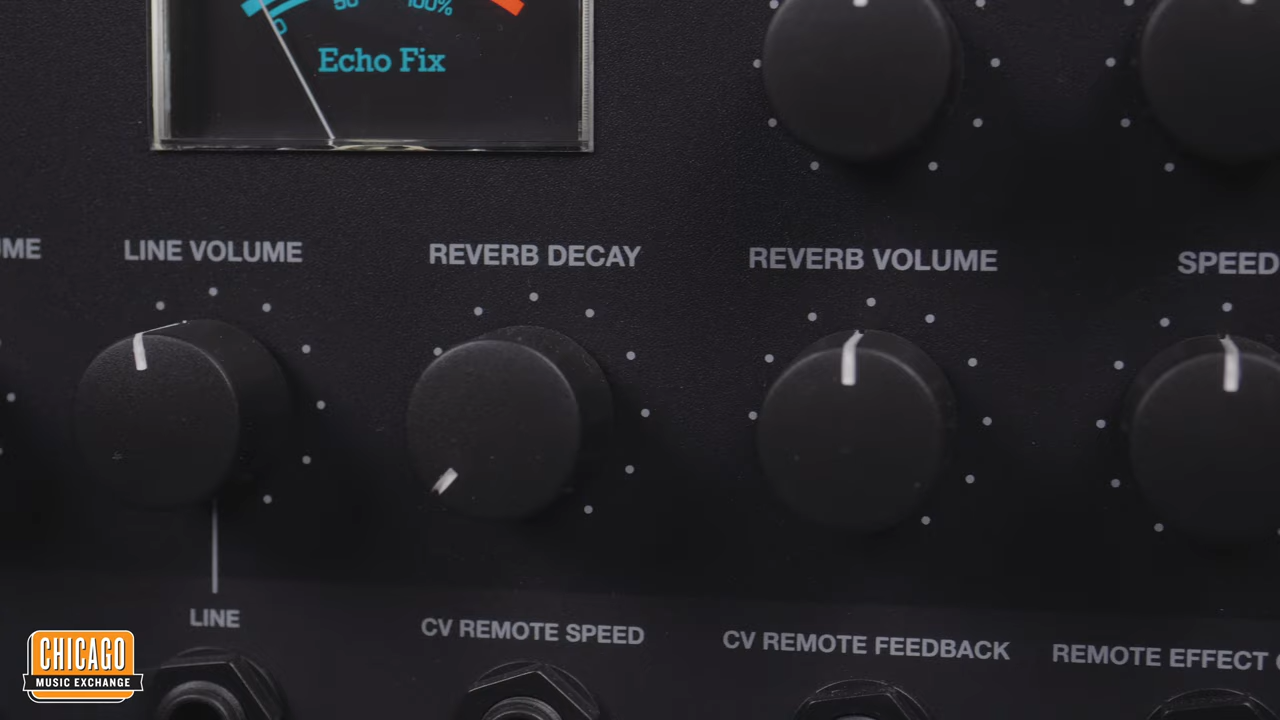 0 50 100%
Echo Fix
LINE VOLUME
REVERB DECAY
REVERB VOLUME
SPEED
LINE
CV REMOTE SPEED
CV REMOTE FEEDBACK
REMOTE EFFECT
CHICAGO
MUSIC EXCHANGE